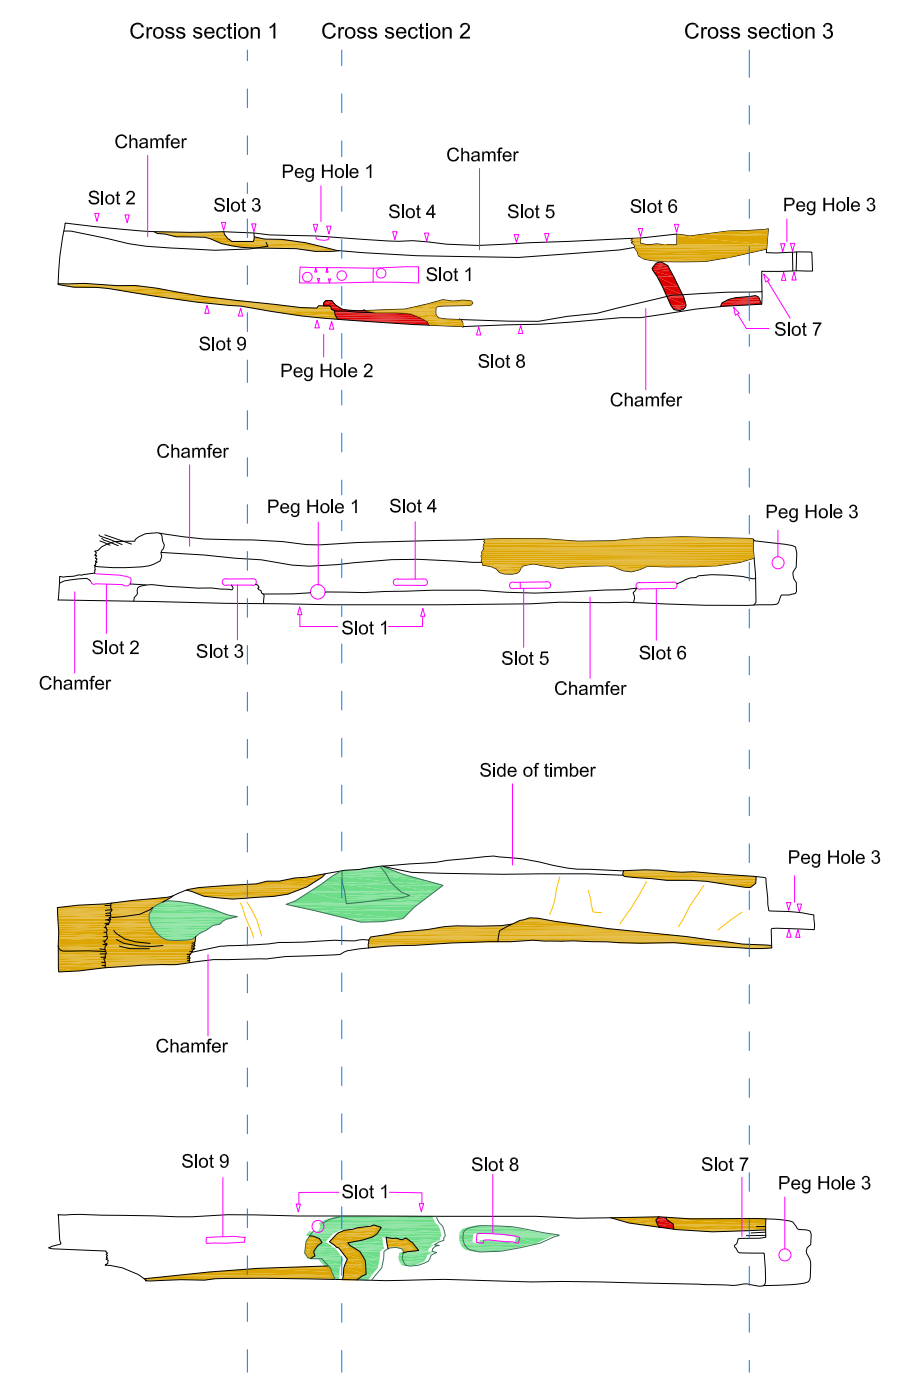 Cross section 1
Cross section 2
Cross section 3
Chamfer
Chamfer
Peg Hole 1
Slot 2
Slot 3
Slot 4
Slot 5
Slot 6
Peg Hole 3
Slot 1
Slot 9
Peg Hole 2
Slot 8
Slot 7
Chamfer
Chamfer
Peg Hole 1
Slot 4
Peg Hole 3
Slot 1
Slot 2
Slot 3
Slot 5
Slot 6
Chamfer
Chamfer
Side of timber
Peg Hole 3
Chamfer
Slot 9
Slot 1
Slot 8
Slot 7
Peg Hole 3